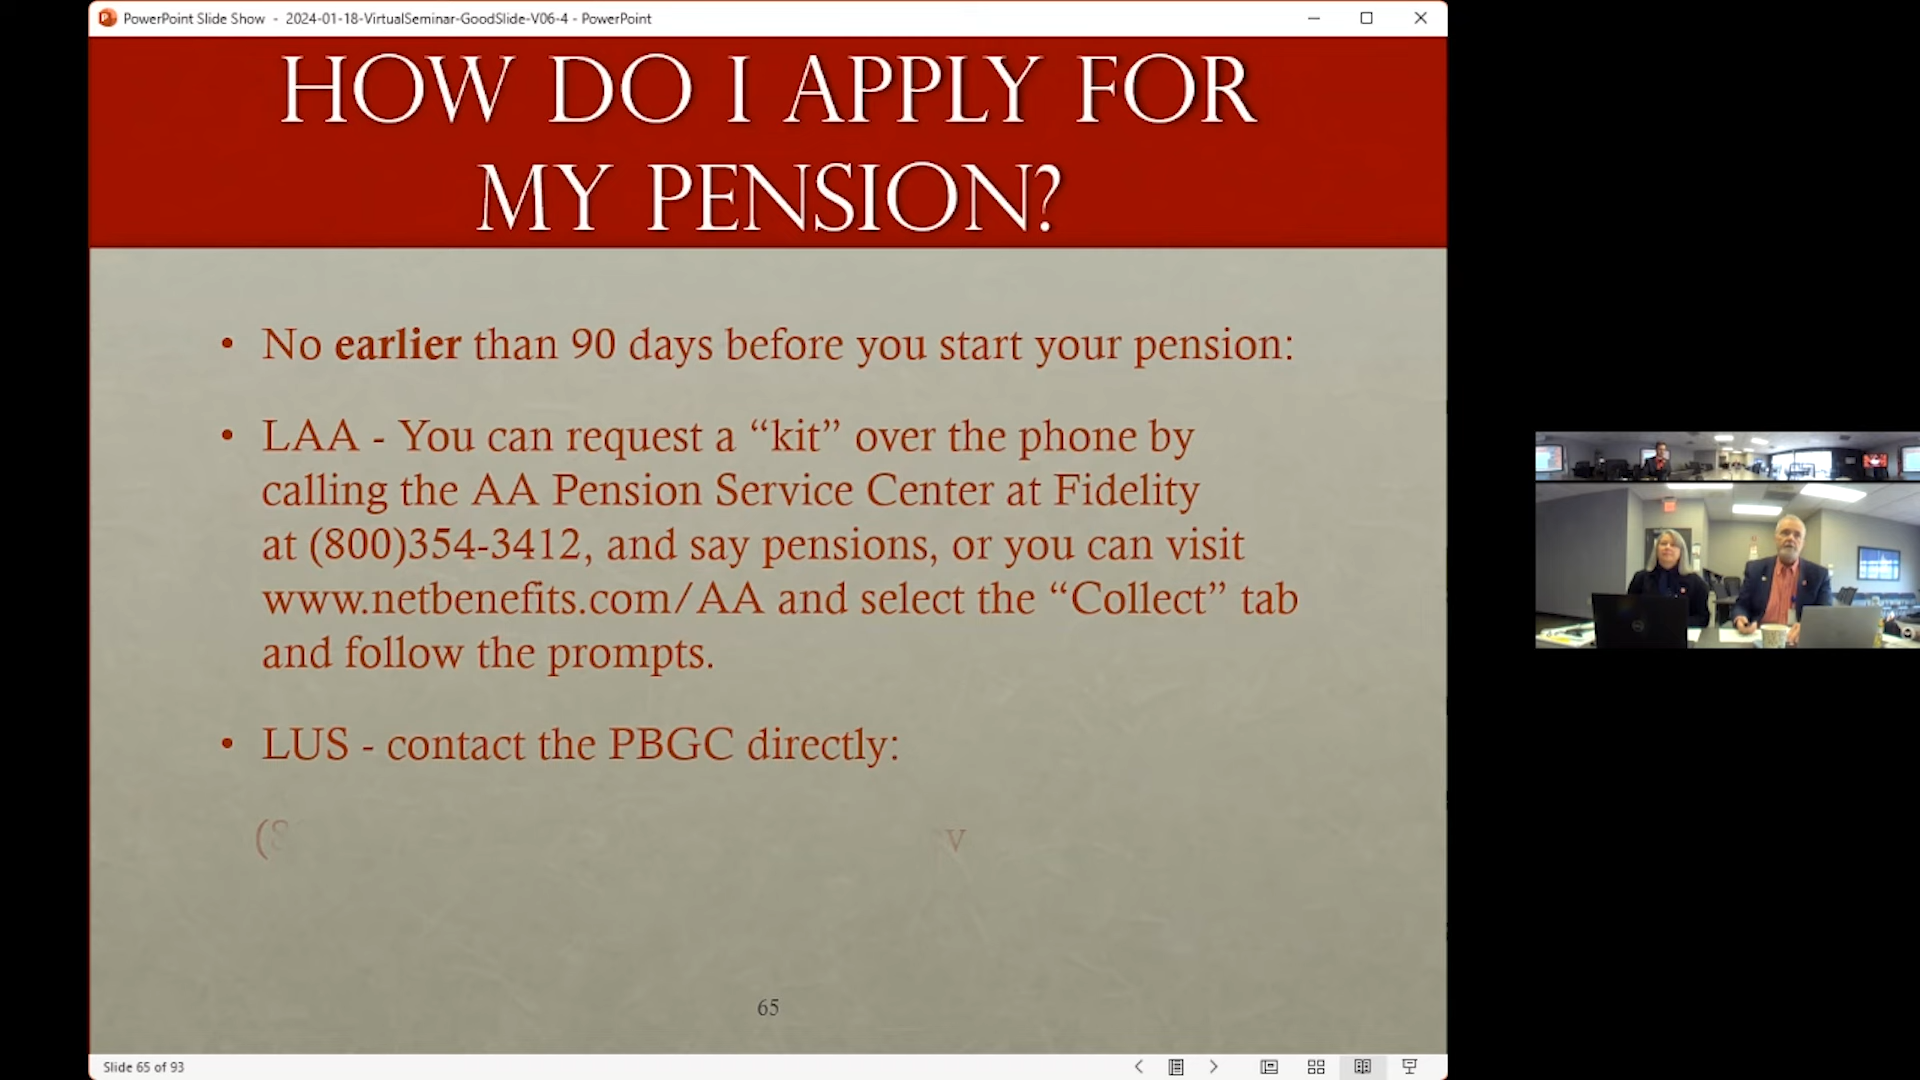 PowerPoint Slide Show - 2024-01-18-VirtualSeminar-GoodSlide-V06-4 - PowerPoint
HOW DO I APPLY FOR
MY PENSION?
• No earlier than 90 days before you start your pension:
• LAA - You can request a “kit” over the phone by
calling the AA Pension Service Center at Fidelity
at (800)354-3412, and say pensions, or you can visit
www.netbenefits.com/AA and select the “Collect” tab
and follow the prompts.
• LUS - contact the PBGC directly:
(8 v
65
Slide 65 of 93